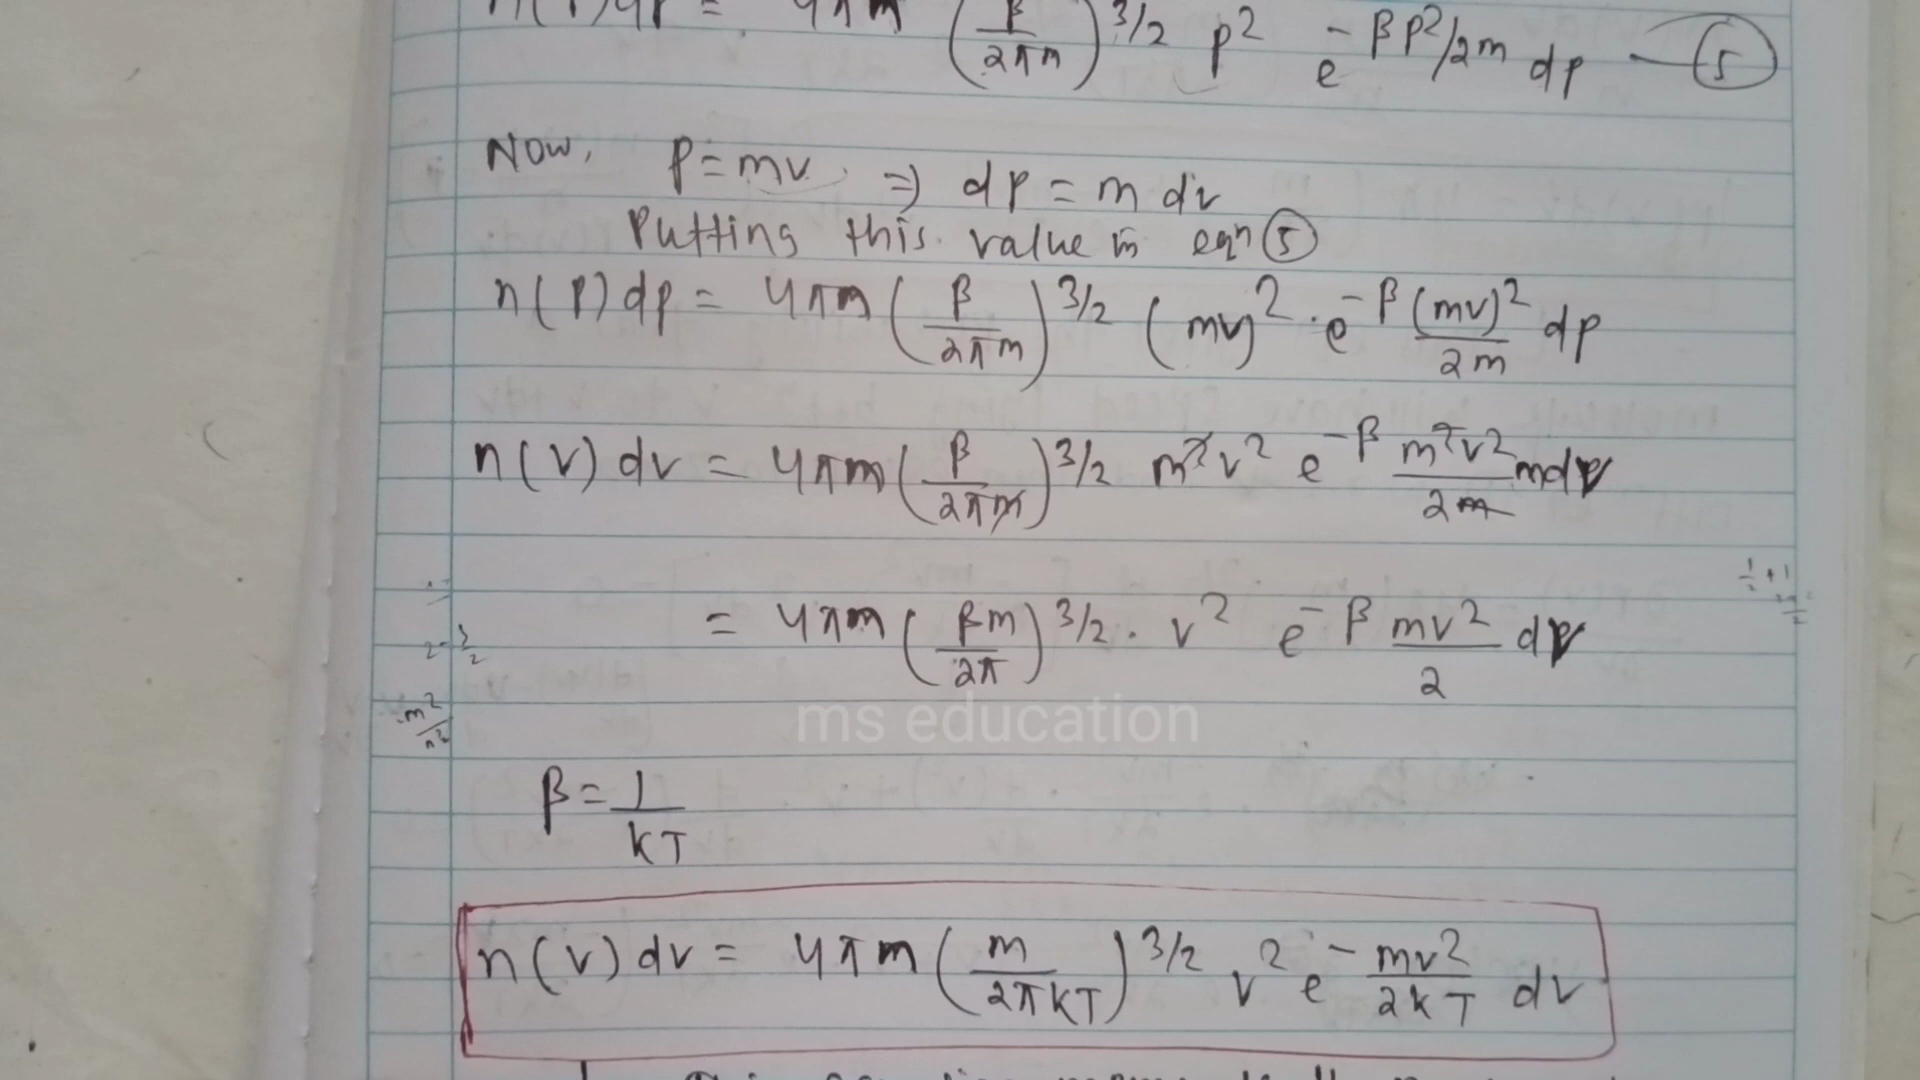 n(P)dp = 4πm (β/2πm)^3/2 p² e^-βp²/2m dp — ⑤
Now, P=mv ⇒ dp = m dv
Putting this value in eqn ⑤
n(P)dp = 4πm (β/2πm)^3/2 (mv)² · e^-β (mv)²/2m dp
n(v) dv = 4πm (β/2πm)^3/2 m²v² e^-β m²v²/2m mdv
= 4πm (βm/2π)^3/2 · v² e^-β mv²/2 dv
m²/n²
ms education
β = 1/kT
n(v) dv = 4πm (m/2πkT)^3/2 v² e^- mv²/2kT dv